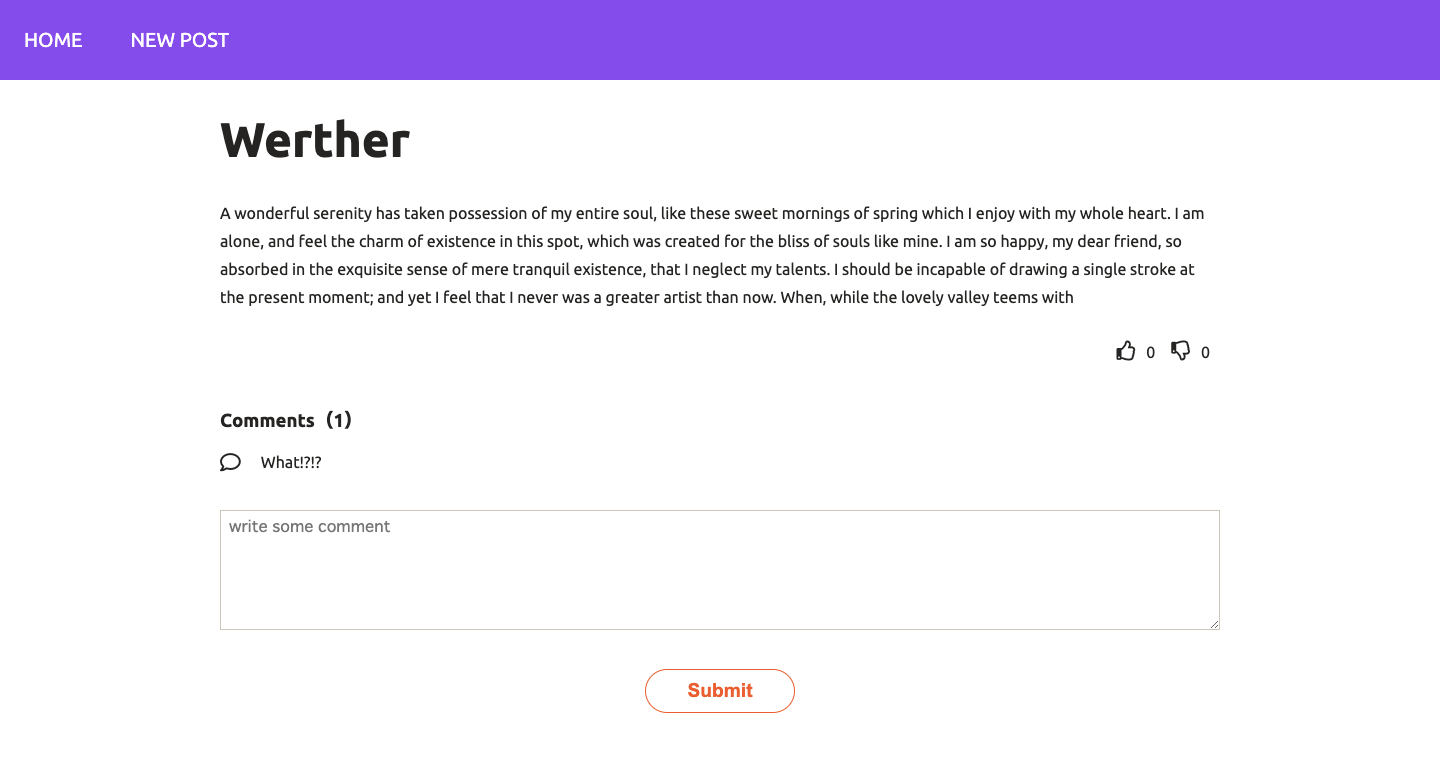 HOME NEW POST
Werther
A wonderful serenity has taken possession of my entire soul, like these sweet mornings of spring which I enjoy with my whole heart. I am
alone, and feel the charm of existence in this spot, which was created for the bliss of souls like mine. I am so happy, my dear friend, so
absorbed in the exquisite sense of mere tranquil existence, that I neglect my talents. I should be incapable of drawing a single stroke at
the present moment; and yet I feel that I never was a greater artist than now. When, while the lovely valley teems with
0 0
Comments（1）
What!?!?
write some comment
Submit